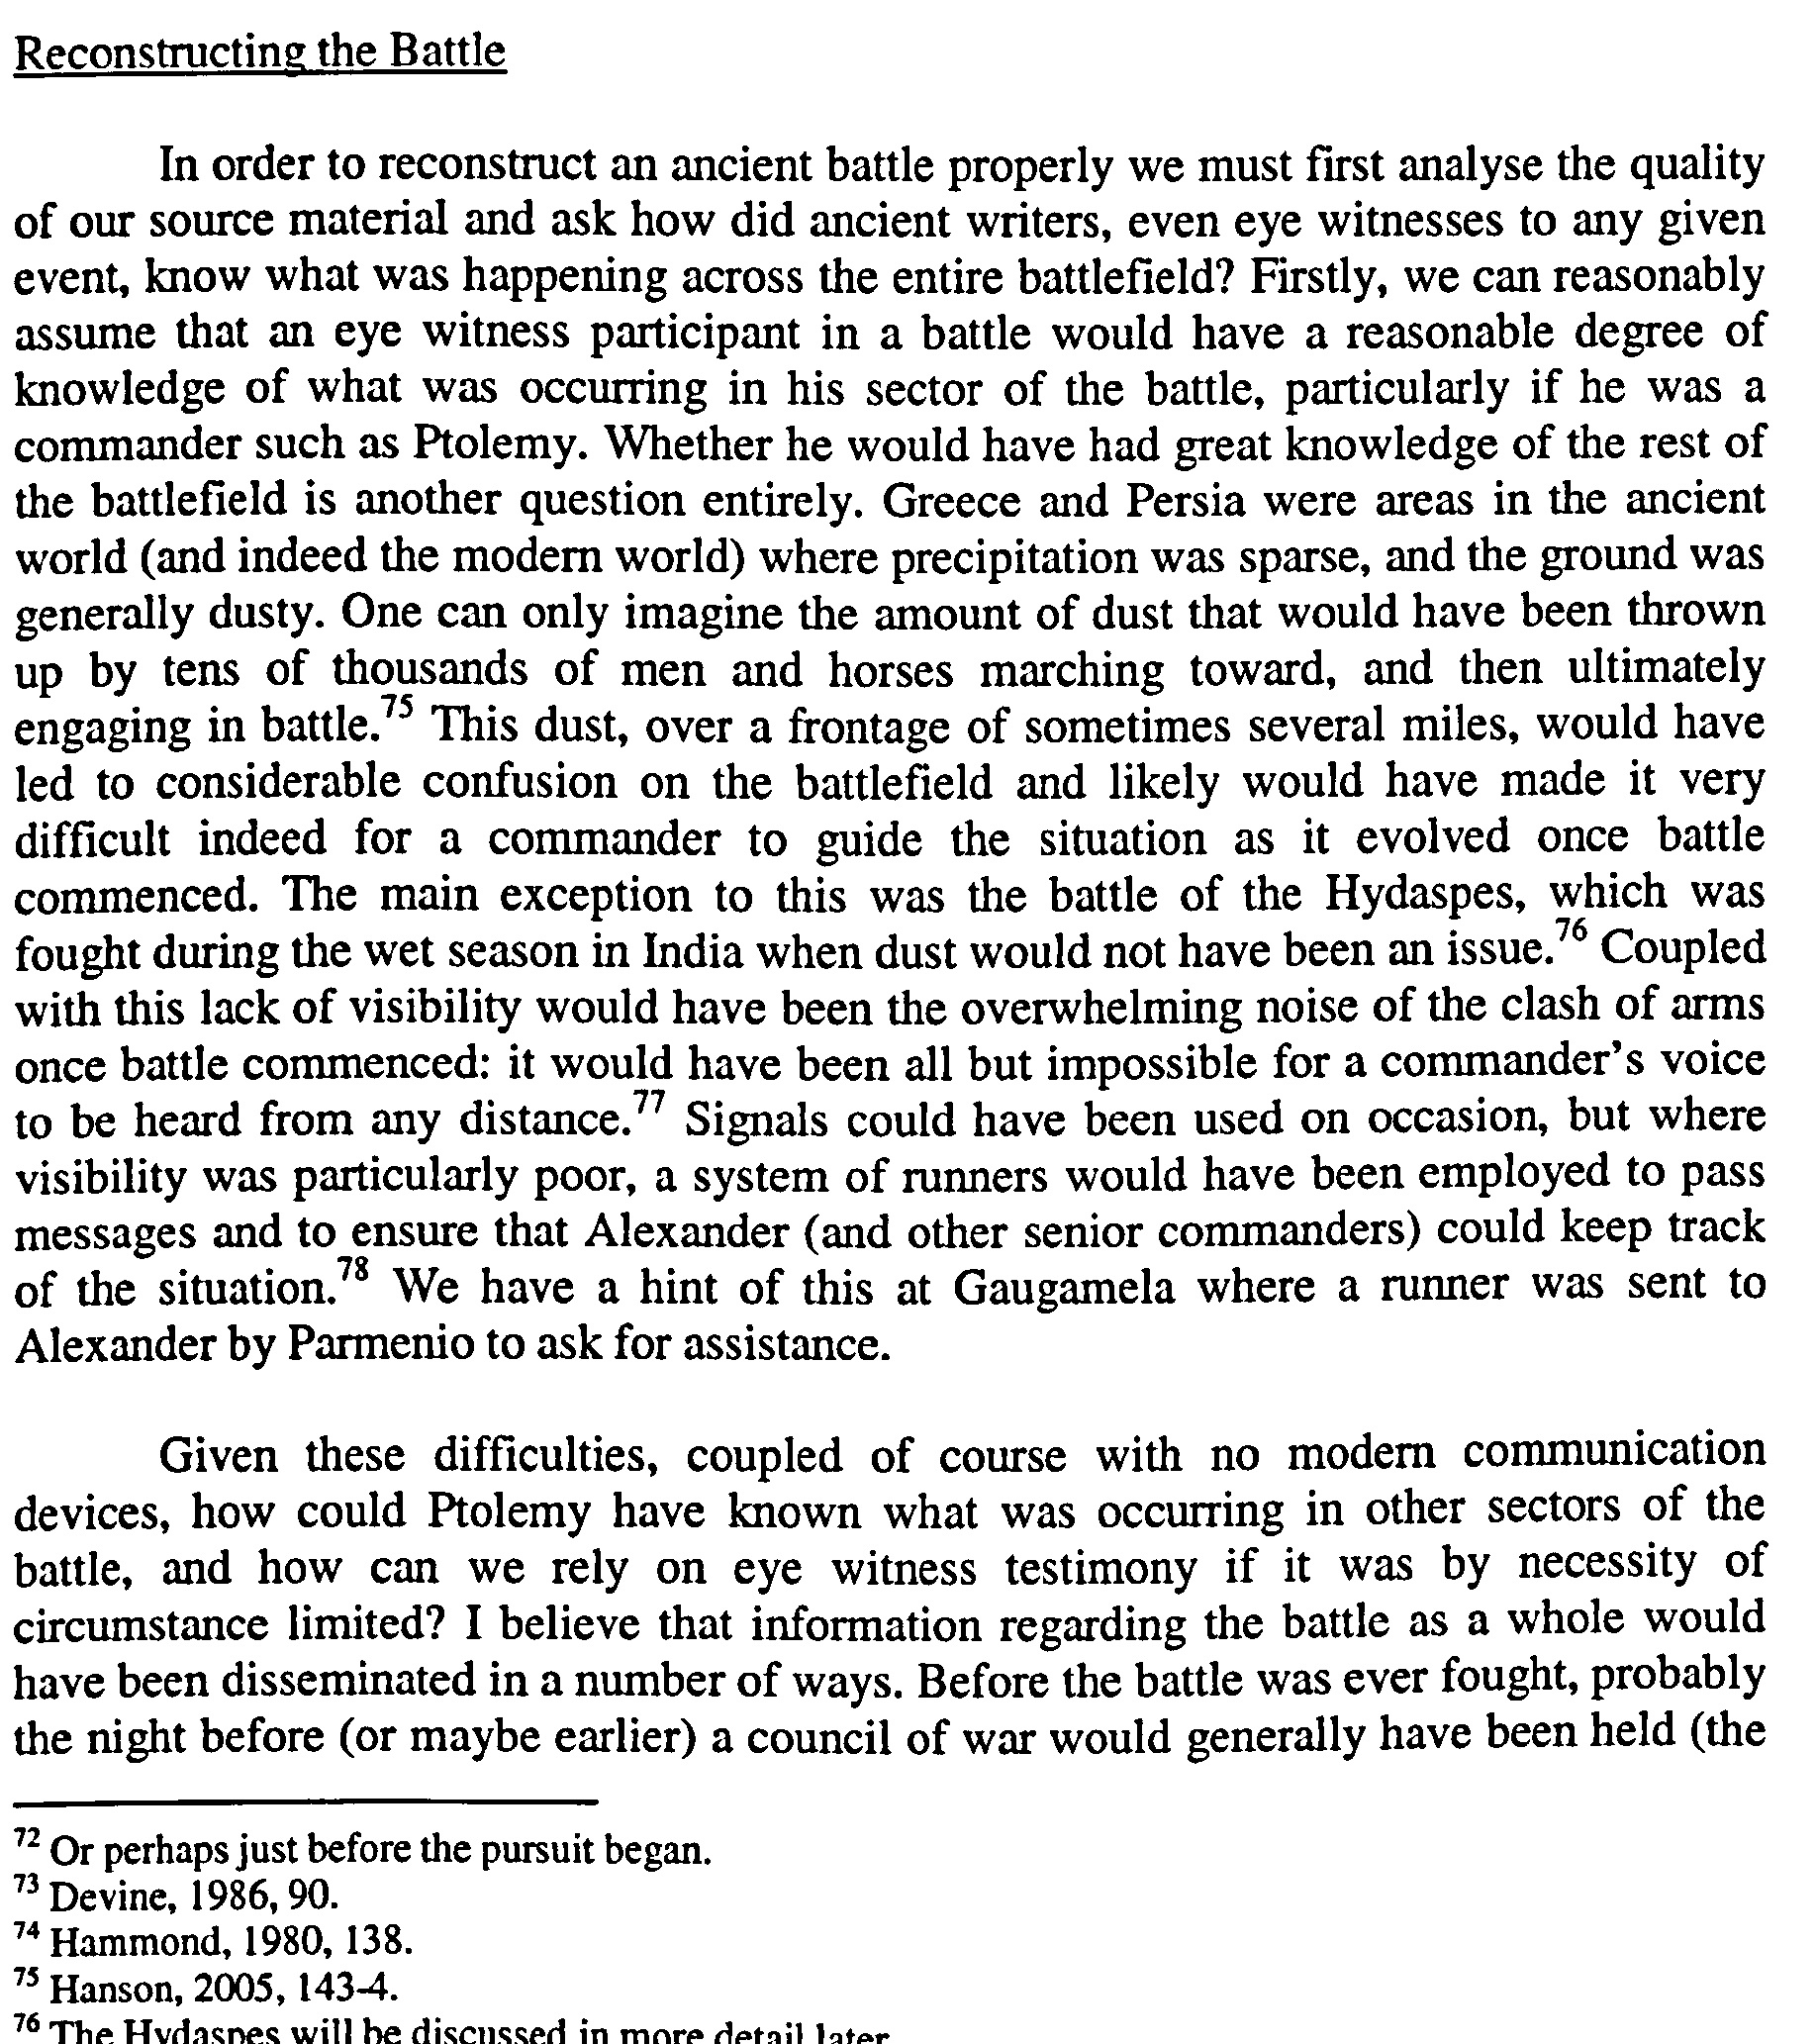 Reconstructing the Battle
In order to reconstruct an ancient battle properly we must first analyse the quality
of our source material and ask how did ancient writers, even eye witnesses to any given
event, know what was happening across the entire battlefield? Firstly, we can reasonably
assume that an eye witness participant in a battle would have a reasonable degree of
knowledge of what was occurring in his sector of the battle, particularly if he was a
commander such as Ptolemy. Whether he would have had great knowledge of the rest of
the battlefield is another question entirely. Greece and Persia were areas in the ancient
world (and indeed the modern world) where precipitation was sparse, and the ground was
generally dusty. One can only imagine the amount of dust that would have been thrown
up by tens of thousands of men and horses marching toward, and then ultimately
engaging in battle.75 This dust, over a frontage of sometimes several miles, would have
led to considerable confusion on the battlefield and likely would have made it very
difficult indeed for a commander to guide the situation as it evolved once battle
commenced. The main exception to this was the battle of the Hydaspes, which was
fought during the wet season in India when dust would not have been an issue.76 Coupled
with this lack of visibility would have been the overwhelming noise of the clash of arms
once battle commenced: it would have been all but impossible for a commander's voice
to be heard from any distance.77 Signals could have been used on occasion, but where
visibility was particularly poor, a system of runners would have been employed to pass
messages and to ensure that Alexander (and other senior commanders) could keep track
of the situation.78 We have a hint of this at Gaugamela where a runner was sent to
Alexander by Parmenio to ask for assistance.
Given these difficulties, coupled of course with no modern communication
devices, how could Ptolemy have known what was occurring in other sectors of the
battle, and how can we rely on eye witness testimony if it was by necessity of
circumstance limited? I believe that information regarding the battle as a whole would
have been disseminated in a number of ways. Before the battle was ever fought, probably
the night before (or maybe earlier) a council of war would generally have been held (the
72 Or perhaps just before the pursuit began.
73 Devine, 1986, 90.
74 Hammond, 1980, 138.
75 Hanson, 2005, 143-4.
76 The Hydaspes will be discussed in more detail later